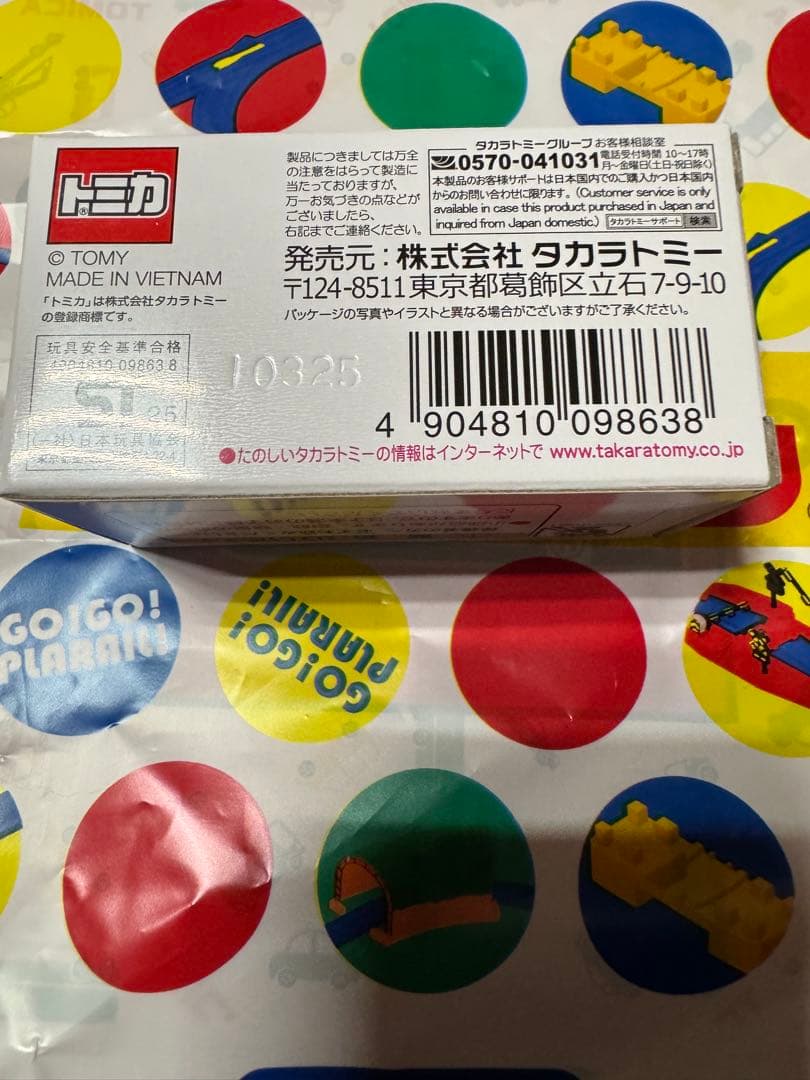 TOMICA
トミカ
®
© TOMY
MADE IN VIETNAM
「トミカ」は株式会社タカラトミー
の登録商標です。
製品につきましては万全
の注意をはらって製造に
当たっておりますが、
万一お気づきの点などが
ございましたら、
右記までご連絡ください。
タカラトミーグループ お客様相談室
0570-041031 電話受付時間 10～17時
月～金曜日(土・日・祝日除く)
本製品のお客様サポートは日本国内でのご購入かつ日本国内
からのお問い合わせに限ります。(Customer service is only
available in case this product purchased in Japan and
inquired from Japan domestic.) タカラトミーサポート 検索
発売元：株式会社 タカラトミー
〒124-8511 東京都葛飾区立石 7-9-10
パッケージの写真やイラストと異なる場合がございますがご了承ください。
玩具安全基準合格
4904810 09863 8
ST 25
(一社)日本玩具協会
10325
4 904810 098638
●たのしいタカラトミーの情報はインターネットで www.takaratomy.co.jp
GO!GO!
PLARAIL!
GO!GO!
PLARAIL!